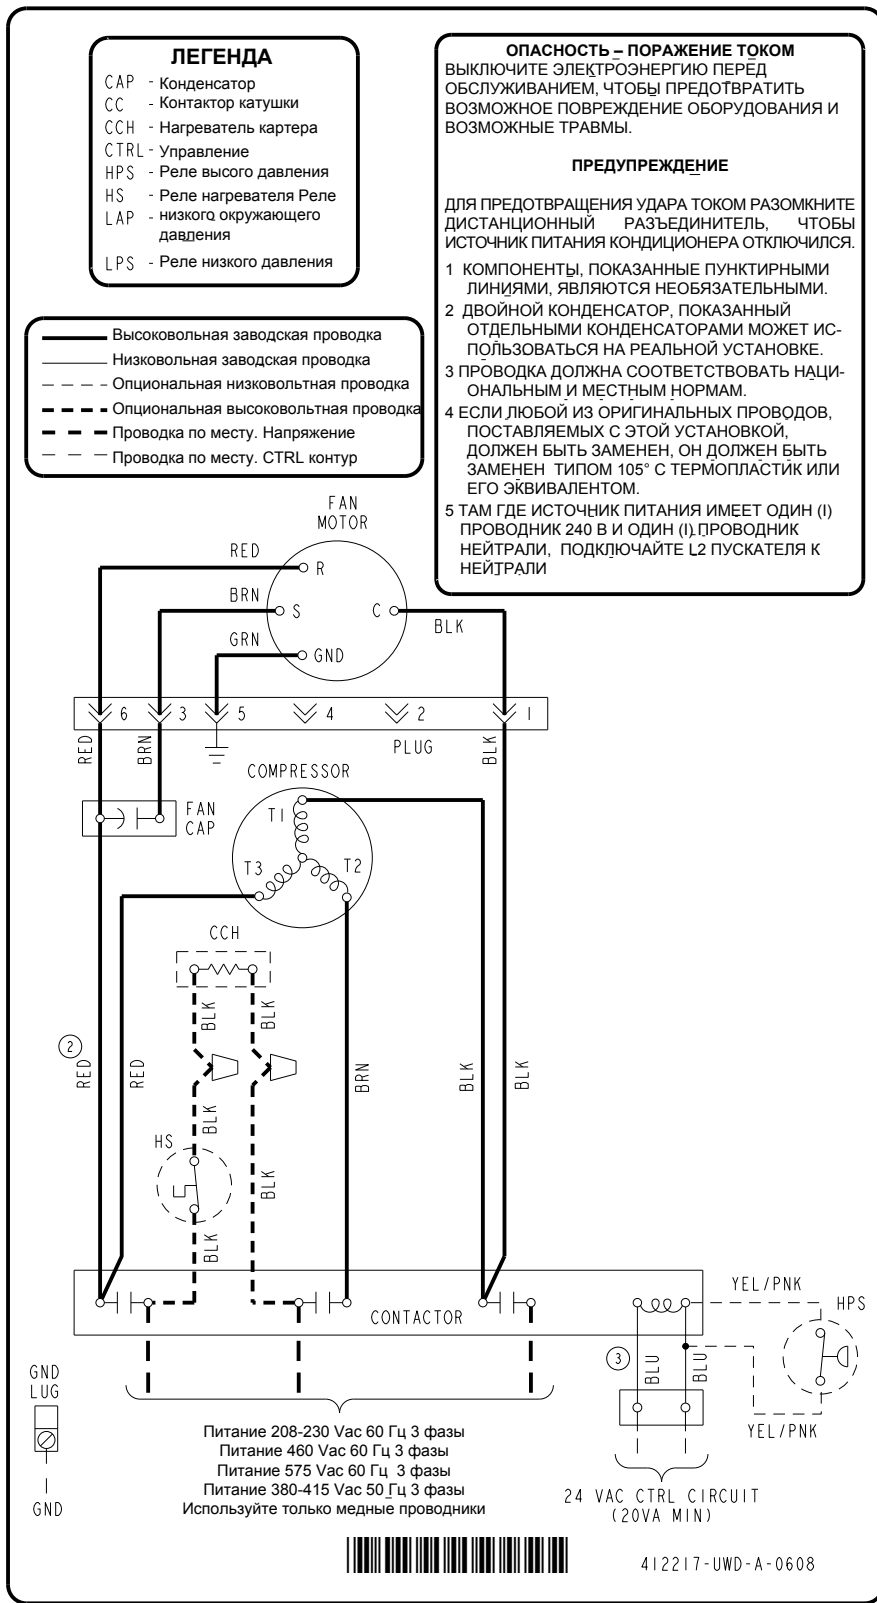 ЛЕГЕНДА
CAP - Конденсатор
CC - Контактор катушки
CCH - Нагреватель картера
CTRL - Управление
HPS - Реле высого давления
HS - Реле нагревателя Реле
LAP - низкого окружающего
давления
LPS - Реле низкого давления
ОПАСНОСТЬ – ПОРАЖЕНИЕ ТОКОМ
ВЫКЛЮЧИТЕ ЭЛЕКТРОЭНЕРГИЮ ПЕРЕД
ОБСЛУЖИВАНИЕМ, ЧТОБЫ ПРЕДОТВРАТИТЬ
ВОЗМОЖНОЕ ПОВРЕЖДЕНИЕ ОБОРУДОВАНИЯ И
ВОЗМОЖНЫЕ ТРАВМЫ.
ПРЕДУПРЕЖДЕНИЕ
ДЛЯ ПРЕДОТВРАЩЕНИЯ УДАРА ТОКОМ РАЗОМКНИТЕ
ДИСТАНЦИОННЫЙ РАЗЪЕДИНИТЕЛЬ, ЧТОБЫ
ИСТОЧНИК ПИТАНИЯ КОНДИЦИОНЕРА ОТКЛЮЧИЛСЯ.
1 КОМПОНЕНТЫ, ПОКАЗАННЫЕ ПУНКТИРНЫМИ
ЛИНИЯМИ, ЯВЛЯЮТСЯ НЕОБЯЗАТЕЛЬНЫМИ.
2 ДВОЙНОЙ КОНДЕНСАТОР, ПОКАЗАННЫЙ
ОТДЕЛЬНЫМИ КОНДЕНСАТОРАМИ МОЖЕТ ИС-
ПОЛЬЗОВАТЬСЯ НА РЕАЛЬНОЙ УСТАНОВКЕ.
3 ПРОВОДКА ДОЛЖНА СООТВЕТСТВОВАТЬ НАЦИ-
ОНАЛЬНЫМ И МЕСТНЫМ НОРМАМ.
4 ЕСЛИ ЛЮБОЙ ИЗ ОРИГИНАЛЬНЫХ ПРОВОДОВ,
ПОСТАВЛЯЕМЫХ С ЭТОЙ УСТАНОВКОЙ,
ДОЛЖЕН БЫТЬ ЗАМЕНЕН, ОН ДОЛЖЕН БЫТЬ
ЗАМЕНЕН ТИПОМ 105° С ТЕРМОПЛАСТИК ИЛИ
ЕГО ЭКВИВАЛЕНТОМ.
5 ТАМ ГДЕ ИСТОЧНИК ПИТАНИЯ ИМЕЕТ ОДИН (I)
ПРОВОДНИК 240 В И ОДИН (I) ПРОВОДНИК
НЕЙТРАЛИ, ПОДКЛЮЧАЙТЕ L2 ПУСКАТЕЛЯ К
НЕЙТРАЛИ
Высоковольная заводская проводка
Низковольная заводская проводка
Опциональная низковольтная проводка
Опциональная высоковольтная проводка
Проводка по месту. Напряжение
Проводка по месту. CTRL контур
FAN
MOTOR
RED
R
BRN
S
C
BLK
GRN
GND
6
3
5
4
2
1
PLUG
RED
BRN
BLK
COMPRESSOR
FAN
CAP
T1
T3
T2
CCH
BLK
BLK
2
RED
RED
BRN
BLK
BLK
BLK
HS
BLK
BLK
CONTACTOR
YEL/PNK
HPS
3
BLU
BLU
YEL/PNK
GND
LUG
GND
Питание 208-230 Vac 60 Гц 3 фазы
Питание 460 Vac 60 Гц 3 фазы
Питание 575 Vac 60 Гц 3 фазы
Питание 380-415 Vac 50 Гц 3 фазы
Используйте только медные проводники
24 VAC CTRL CIRCUIT
(20VA MIN)
412217-UWD-A-0608